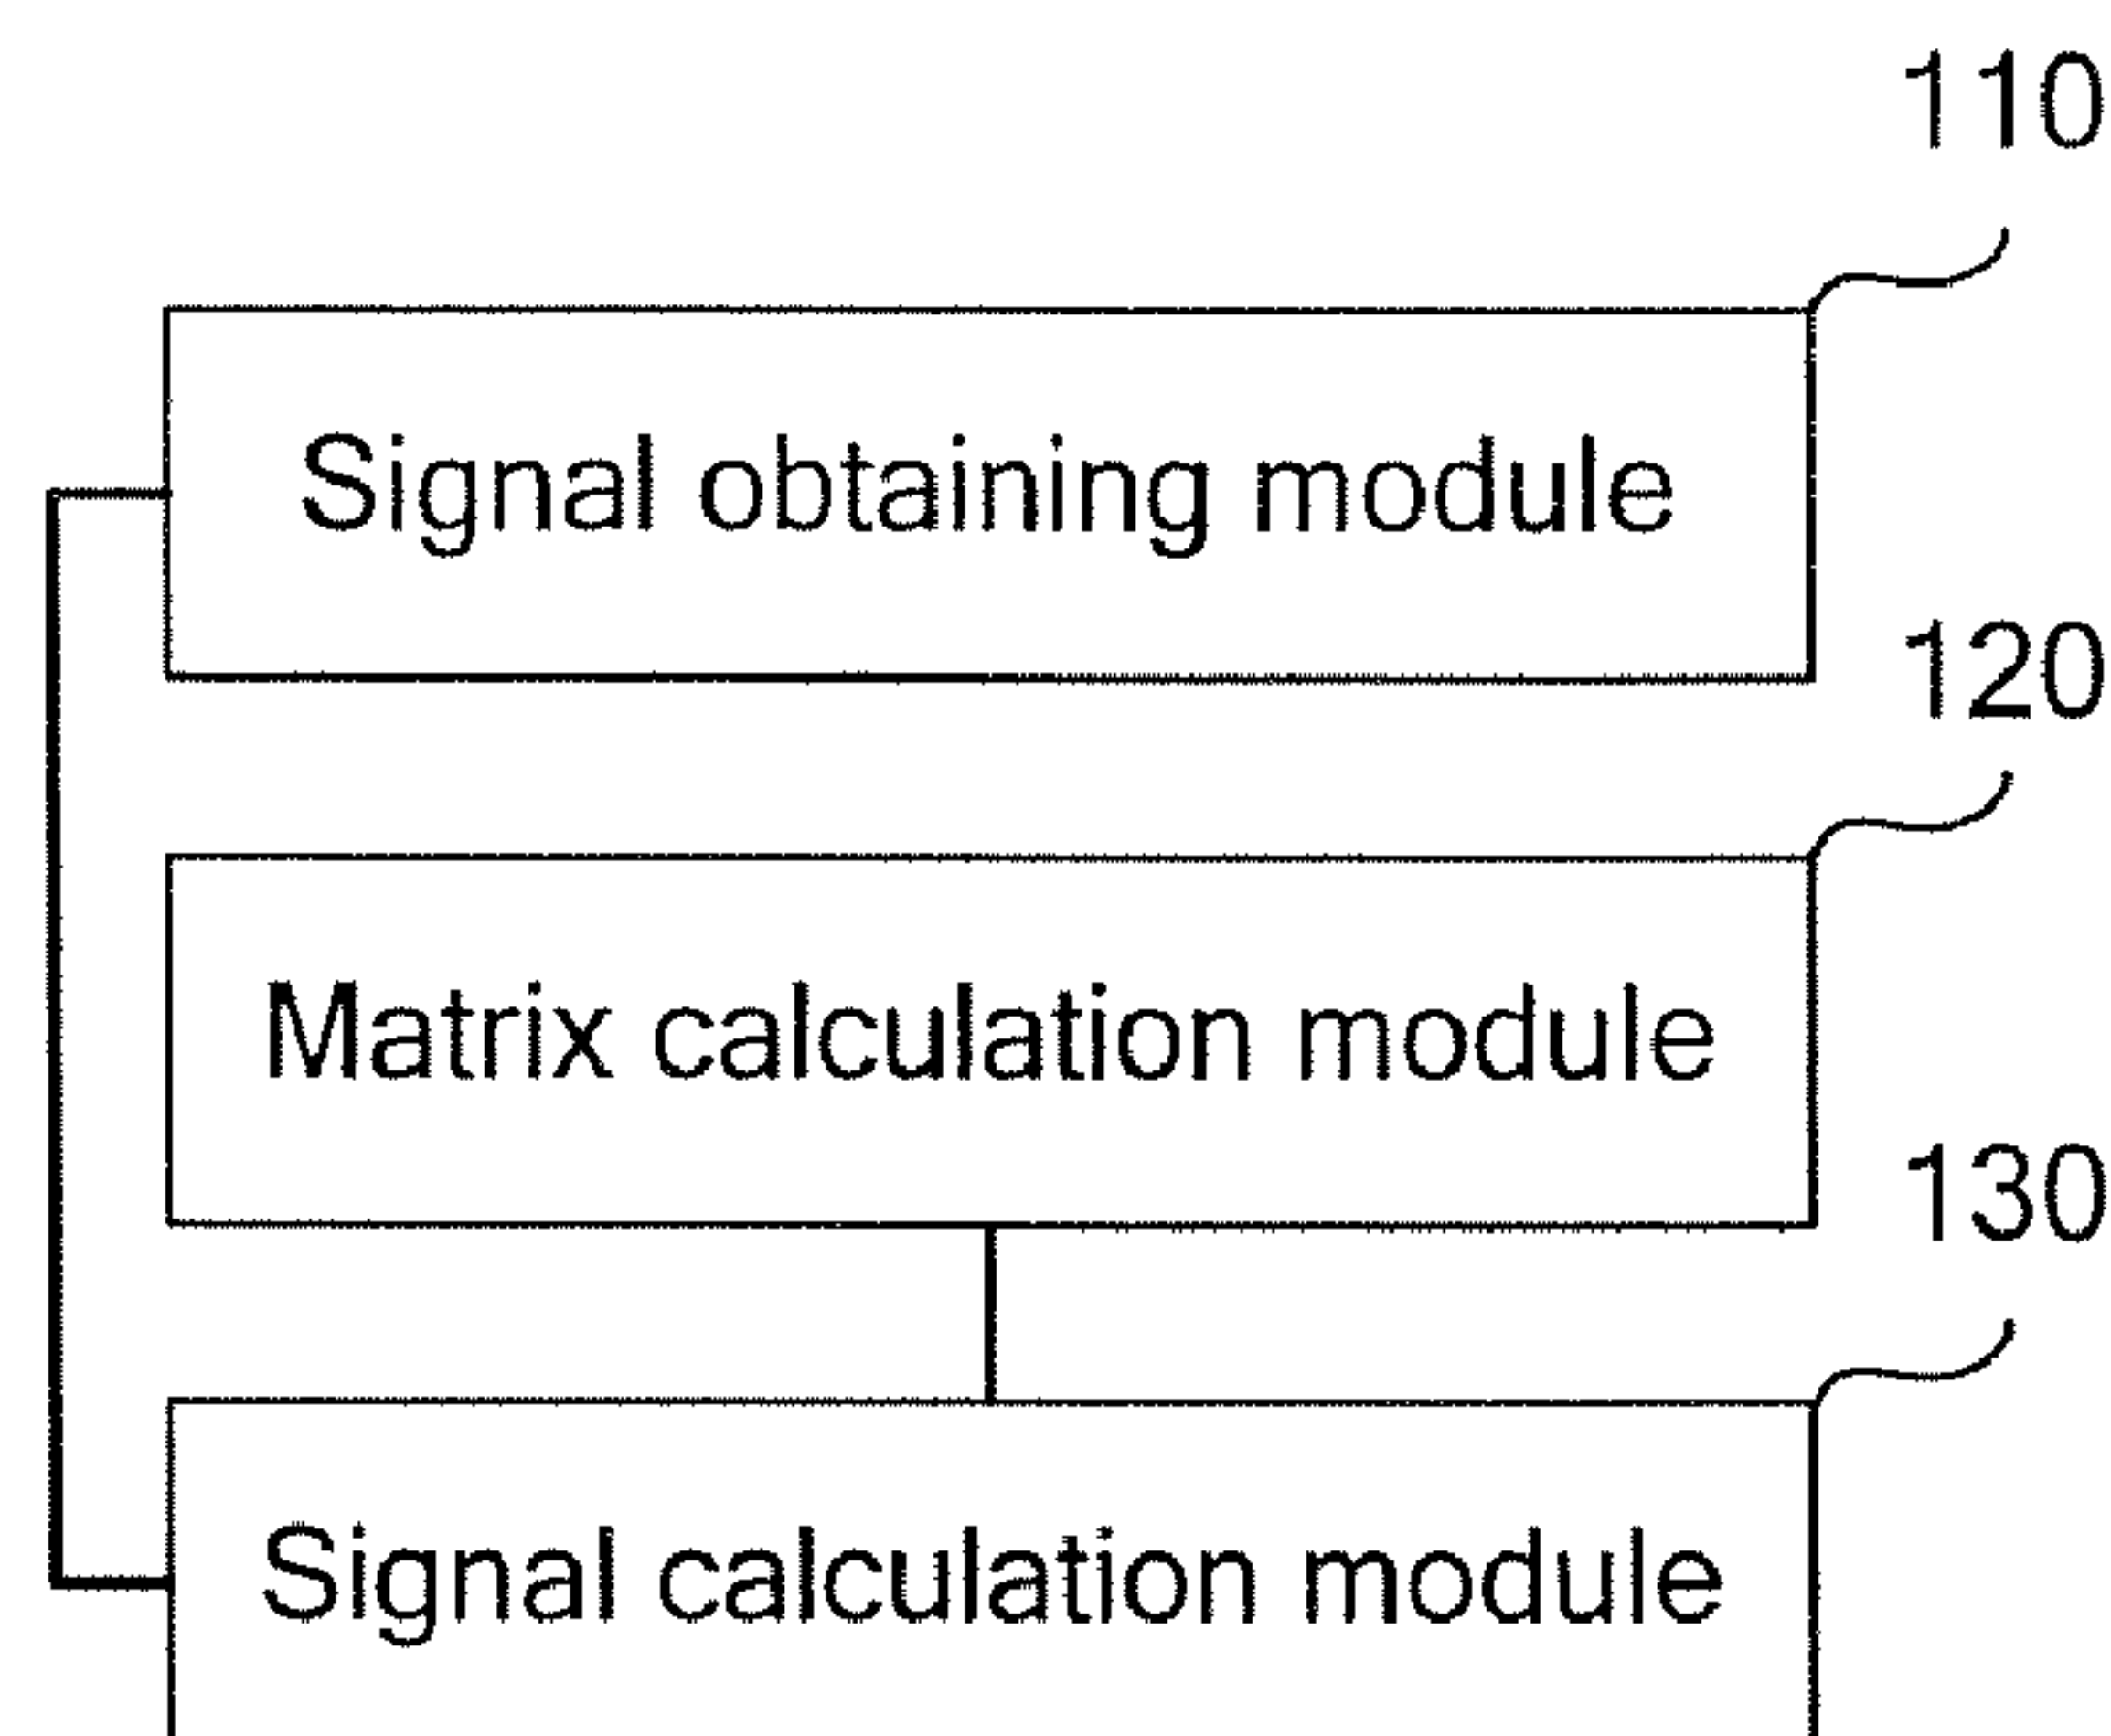 110
Signal obtaining module
120
Matrix calculation module
130
Signal calculation module